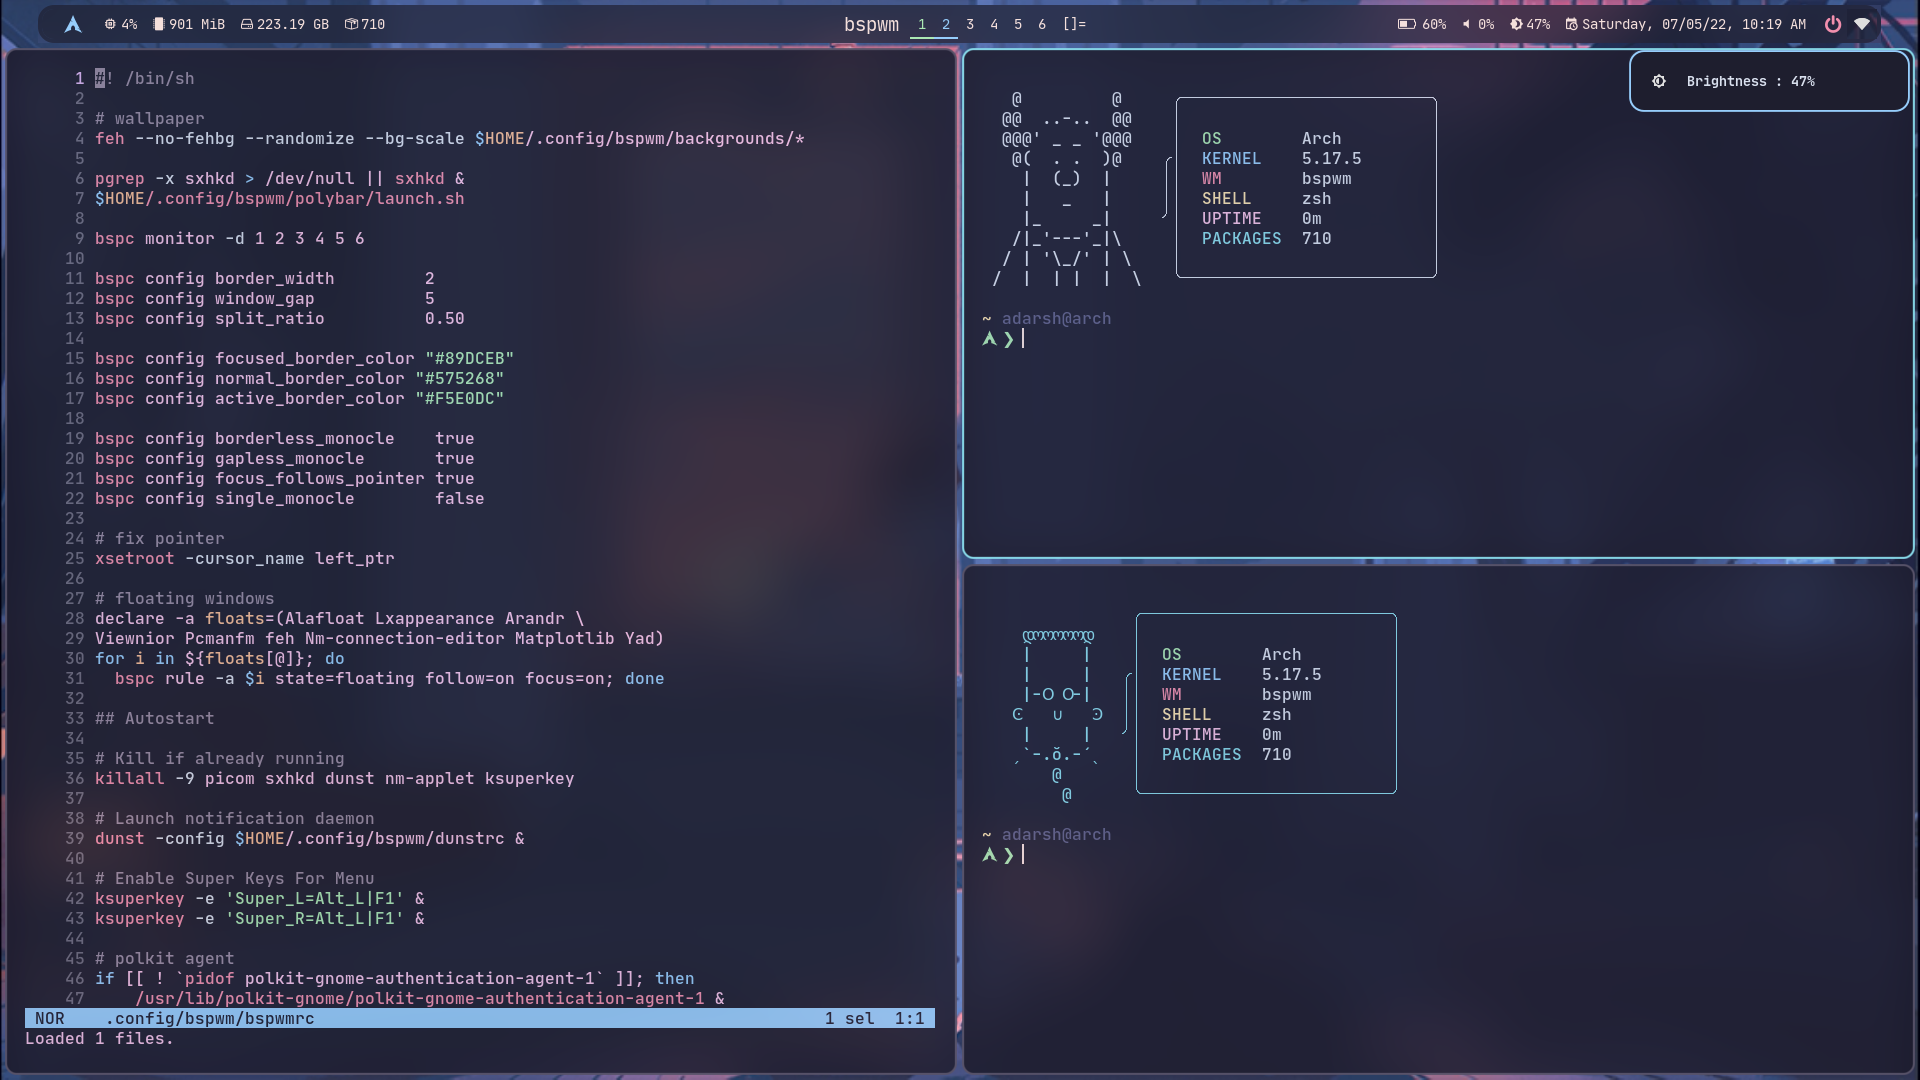 4% 901 MiB 223.19 GB 710
bspwm 1 2 3 4 5 6 []=
60% 0% 47% Saturday, 07/05/22, 10:19 AM
1 #! /bin/sh
2
3 # wallpaper
4 feh --no-fehbg --randomize --bg-scale $HOME/.config/bspwm/backgrounds/*
5
6 pgrep -x sxhkd > /dev/null || sxhkd &
7 $HOME/.config/bspwm/polybar/launch.sh
8
9 bspc monitor -d 1 2 3 4 5 6
10
11 bspc config border_width         2
12 bspc config window_gap           5
13 bspc config split_ratio          0.50
14
15 bspc config focused_border_color "#89DCEB"
16 bspc config normal_border_color "#575268"
17 bspc config active_border_color "#F5E0DC"
18
19 bspc config borderless_monocle    true
20 bspc config gapless_monocle       true
21 bspc config focus_follows_pointer true
22 bspc config single_monocle        false
23
24 # fix pointer
25 xsetroot -cursor_name left_ptr
26
27 # floating windows
28 declare -a floats=(Alafloat Lxappearance Arandr \
29 Viewnior Pcmanfm feh Nm-connection-editor Matplotlib Yad)
30 for i in ${floats[@]}; do
31   bspc rule -a $i state=floating follow=on focus=on; done
32
33 ## Autostart
34
35 # Kill if already running
36 killall -9 picom sxhkd dunst nm-applet ksuperkey
37
38 # Launch notification daemon
39 dunst -config $HOME/.config/bspwm/dunstrc &
40
41 # Enable Super Keys For Menu
42 ksuperkey -e 'Super_L=Alt_L|F1' &
43 ksuperkey -e 'Super_R=Alt_L|F1' &
44
45 # polkit agent
46 if [[ ! `pidof polkit-gnome-authentication-agent-1` ]]; then
47     /usr/lib/polkit-gnome/polkit-gnome-authentication-agent-1 &
NOR .config/bspwm/bspwmrc 1 sel 1:1
Loaded 1 files.
Brightness : 47%
OS Arch
KERNEL 5.17.5
WM bspwm
SHELL zsh
UPTIME 0m
PACKAGES 710
~ adarsh@arch
❯
OS Arch
KERNEL 5.17.5
WM bspwm
SHELL zsh
UPTIME 0m
PACKAGES 710
~ adarsh@arch
❯